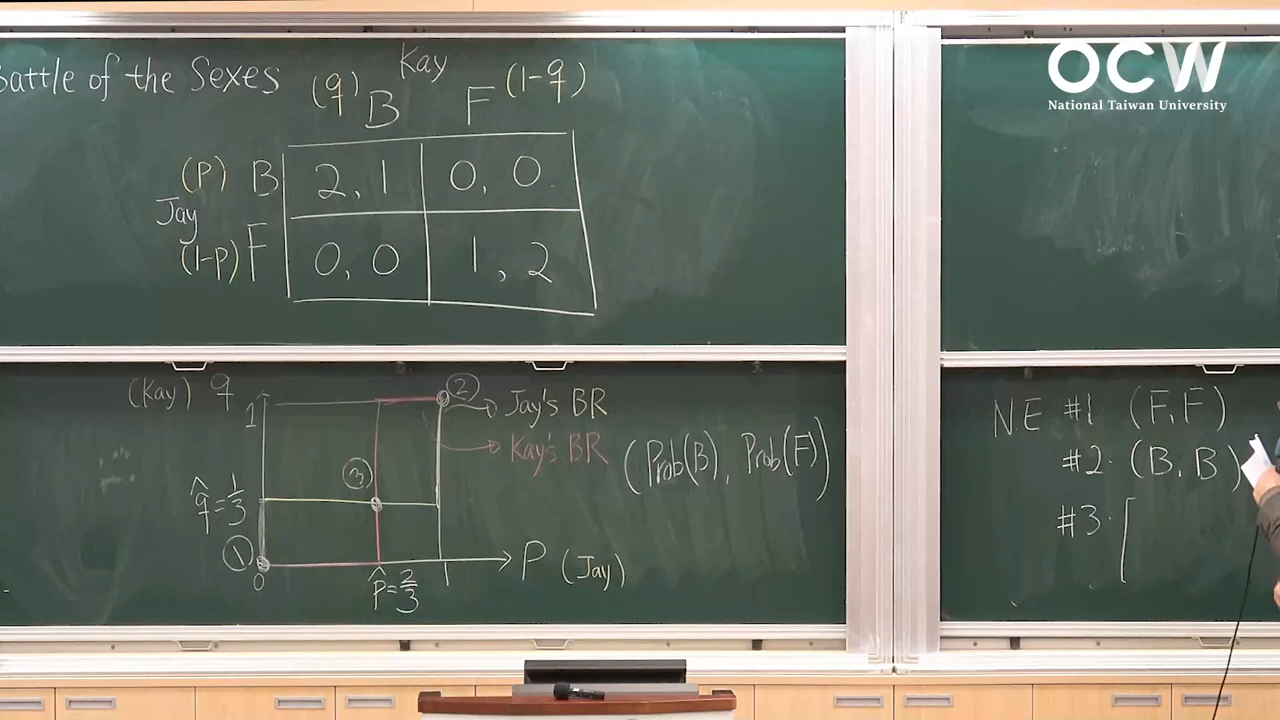 Battle of the Sexes
Kay
(q) B F (1-q)
(P) B 2, 1 0, 0
Jay
(1-P) F 0, 0 1, 2
(Kay) q
1
② Jay's BR
Kay's BR
(Prob(B), Prob(F))
③
q̂=1/3
①
0
p̂=2/3
1
P (Jay)
OCW
National Taiwan University
N.E #1 (F,F)
#2. (B.B)
#3. [